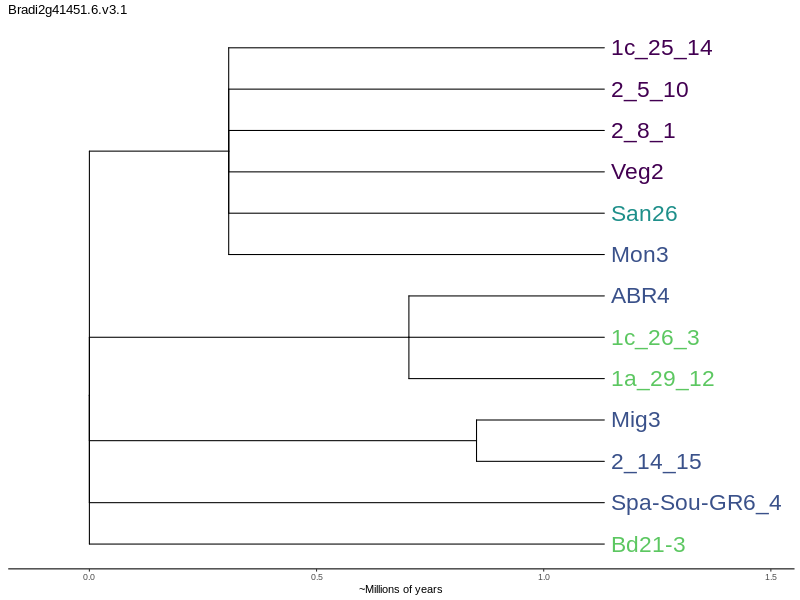 Bradi2g41451.6.v3.1
1c_25_14
2_5_10
2_8_1
Veg2
San26
Mon3
ABR4
1c_26_3
1a_29_12
Mig3
2_14_15
Spa-Sou-GR6_4
Bd21-3
0.0 0.5 1.0 1.5
~Millions of years